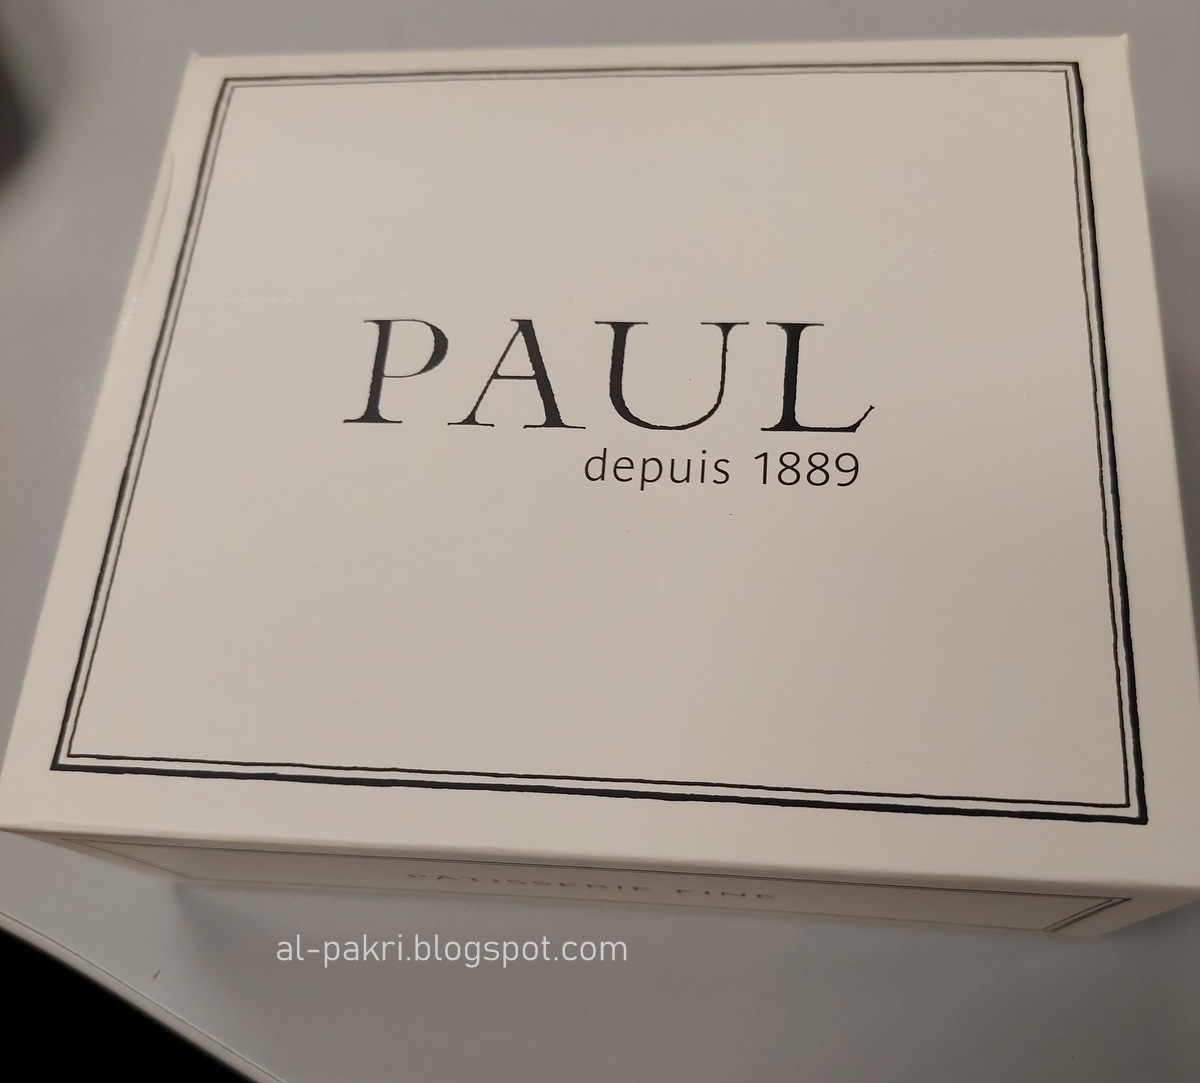 PAUL
depuis 1889
PATISSERIE FINE
al-pakri.blogspot.com